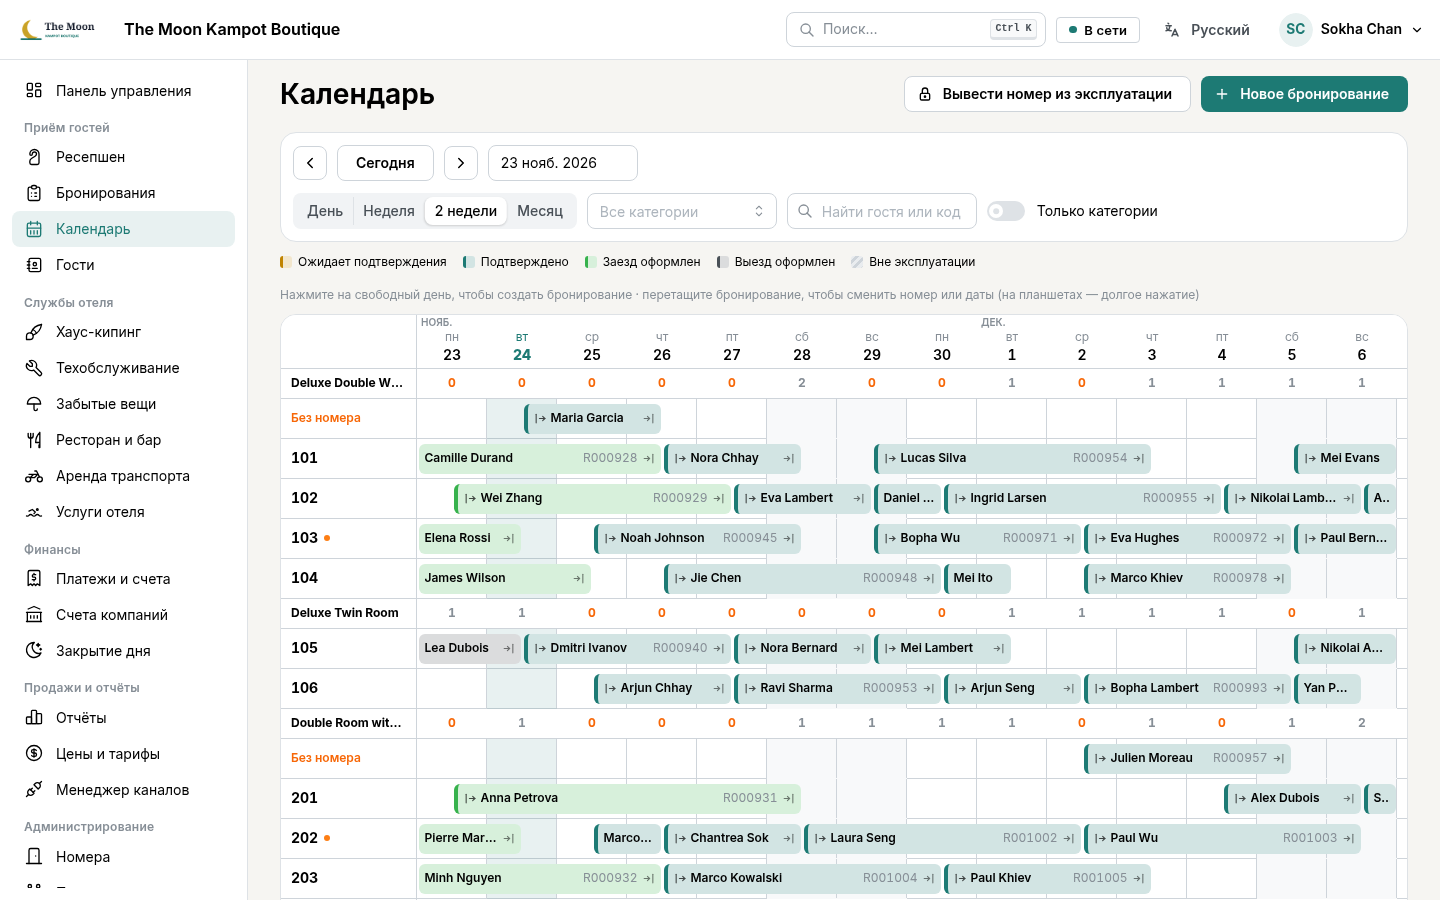 The Moon
KAMPOT BOUTIQUE
The Moon Kampot Boutique
Поиск...
Ctrl K
В сети
Русский
SC
Sokha Chan
Панель управления
Приём гостей
Ресепшен
Бронирования
Календарь
Гости
Службы отеля
Хаус-кипинг
Техобслуживание
Забытые вещи
Ресторан и бар
Аренда транспорта
Услуги отеля
Финансы
Платежи и счета
Счета компаний
Закрытие дня
Продажи и отчёты
Отчёты
Цены и тарифы
Менеджер каналов
Администрирование
Номера
Календарь
Вывести номер из эксплуатации
Новое бронирование
Сегодня
23 нояб. 2026
День
Неделя
2 недели
Месяц
Все категории
Найти гостя или код
Только категории
Ожидает подтверждения
Подтверждено
Заезд оформлен
Выезд оформлен
Вне эксплуатации
Нажмите на свободный день, чтобы создать бронирование · перетащите бронирование, чтобы сменить номер или даты (на планшетах — долгое нажатие)
НОЯБ. ДЕК.
пн вт ср чт пт сб вс пн вт ср чт пт сб вс
23 24 25 26 27 28 29 30 1 2 3 4 5 6
Deluxe Double W... 0 0 0 0 0 2 0 0 1 0 1 1 1 1
Без номера Maria Garcia
101 Camille Durand R000928 Nora Chhay Lucas Silva R000954 Mei Evans
102 Wei Zhang R000929 Eva Lambert Daniel ... Ingrid Larsen R000955 Nikolai Lamb... A..
103 Elena Rossi Noah Johnson R000945 Bopha Wu R000971 Eva Hughes R000972 Paul Bern...
104 James Wilson Jie Chen R000948 Mei Ito Marco Khiev R000978
Deluxe Twin Room 1 1 0 0 0 0 0 0 1 1 1 1 0 1
105 Lea Dubois Dmitri Ivanov R000940 Nora Bernard Mei Lambert Nikolai A...
106 Arjun Chhay Ravi Sharma R000953 Arjun Seng Bopha Lambert R000993 Yan P...
Double Room wit... 0 1 0 0 0 1 1 1 1 0 1 0 1 2
Без номера Julien Moreau R000957
201 Anna Petrova R000931 Alex Dubois S..
202 Pierre Mar... Marco... Chantrea Sok Laura Seng R001002 Paul Wu R001003
203 Minh Nguyen R000932 Marco Kowalski R001004 Paul Khiev R001005